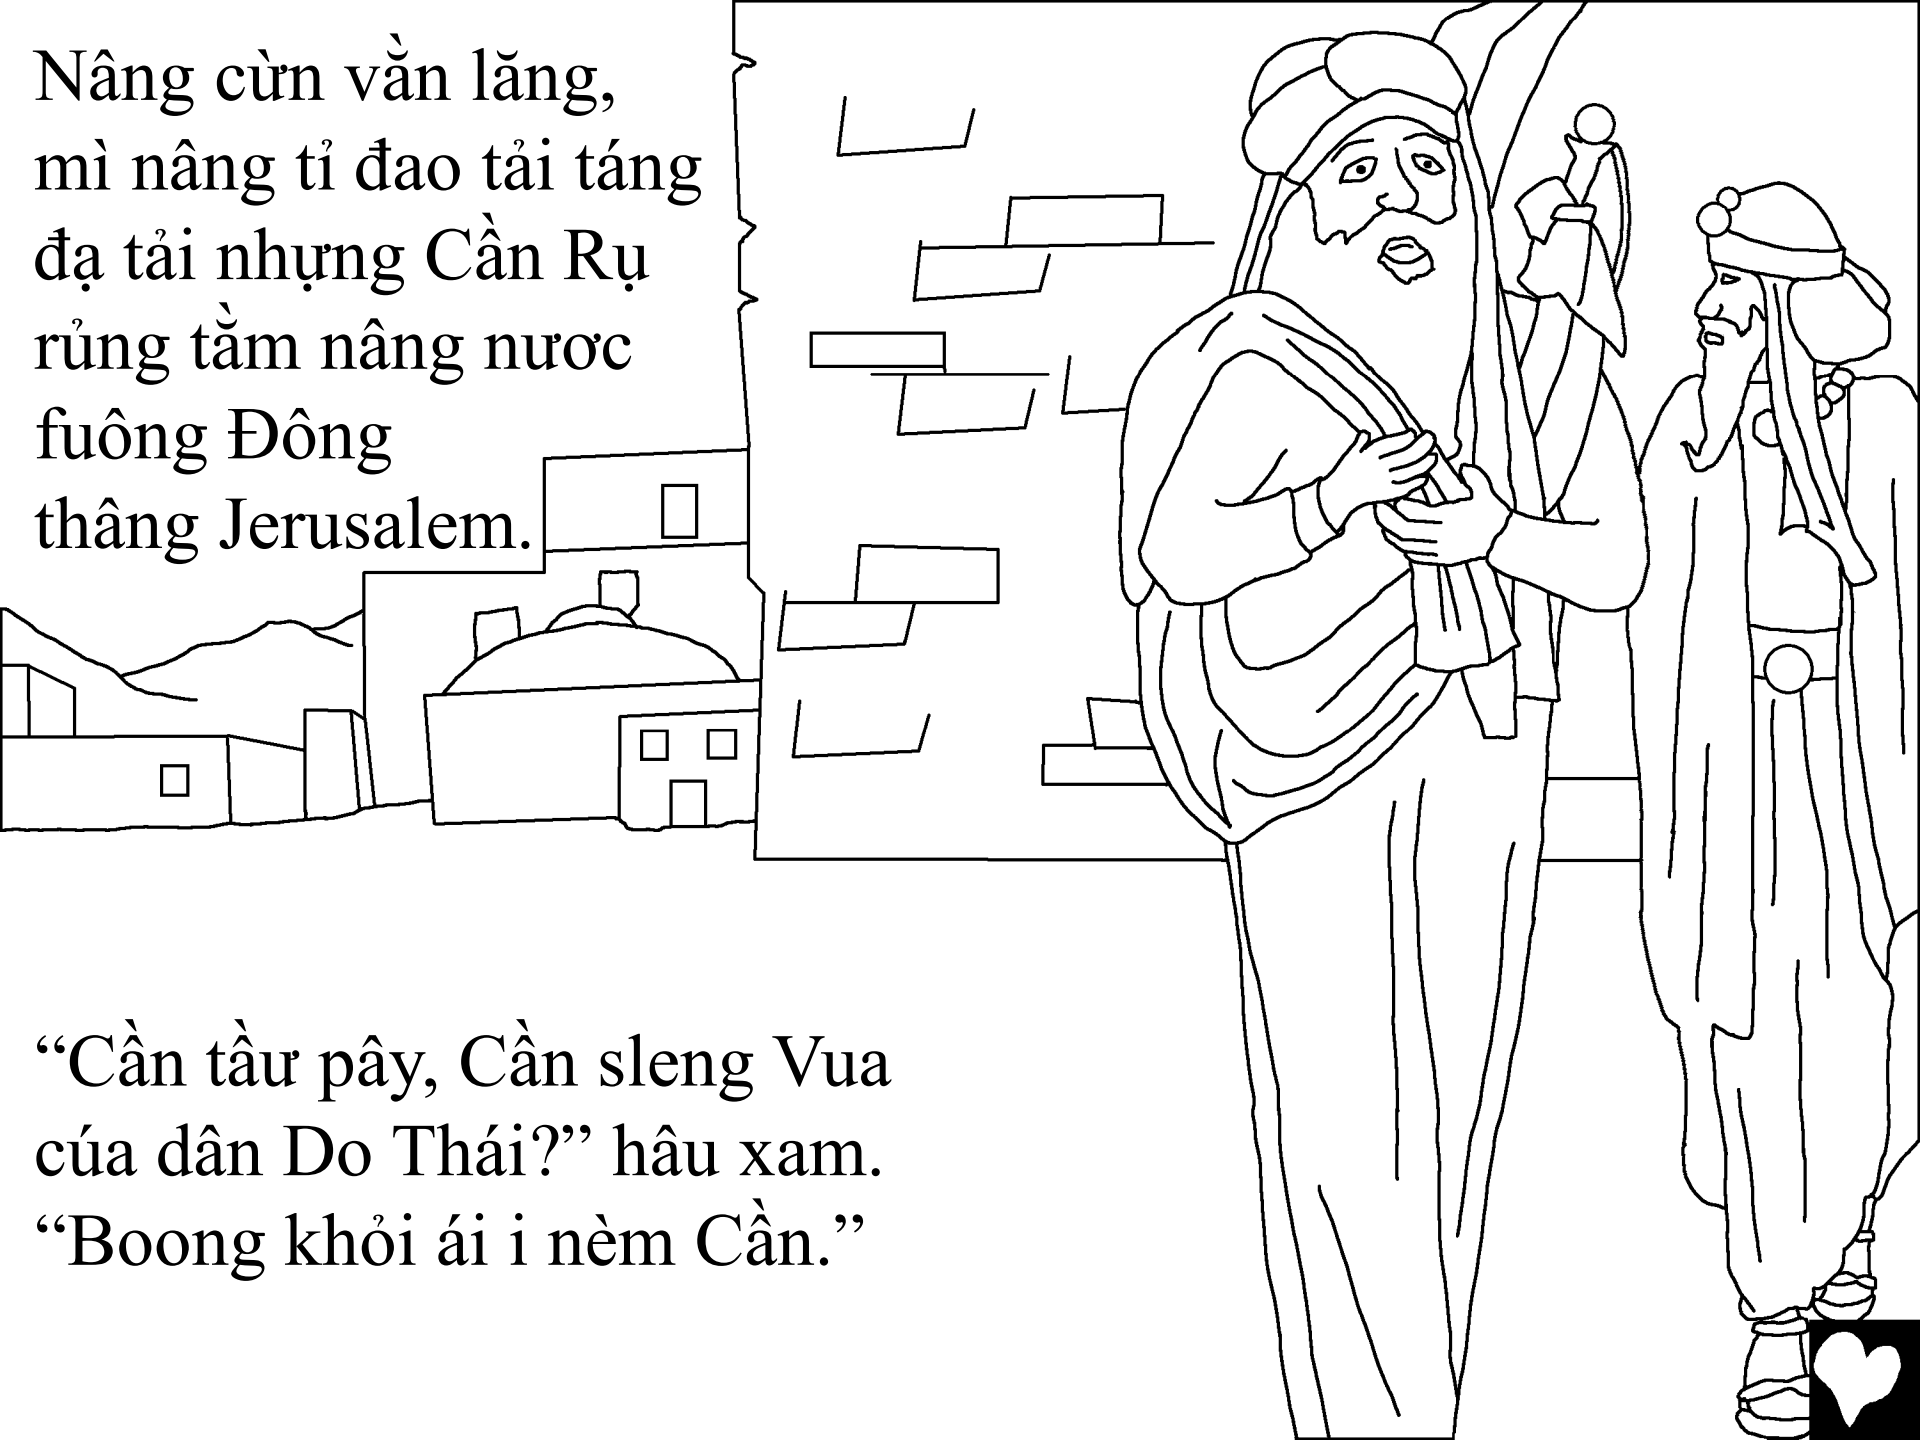 Nâng cừn vằn lăng,
mì nâng tỉ đao tải táng
đạ tải nhựng Cần Rụ
rủng tằm nâng nươc
fuông Đông
thâng Jerusalem.
“Cần tầư pây, Cần sleng Vua
cúa dân Do Thái?” hâu xam.
“Boong khỏi ái i nèm Cần.”